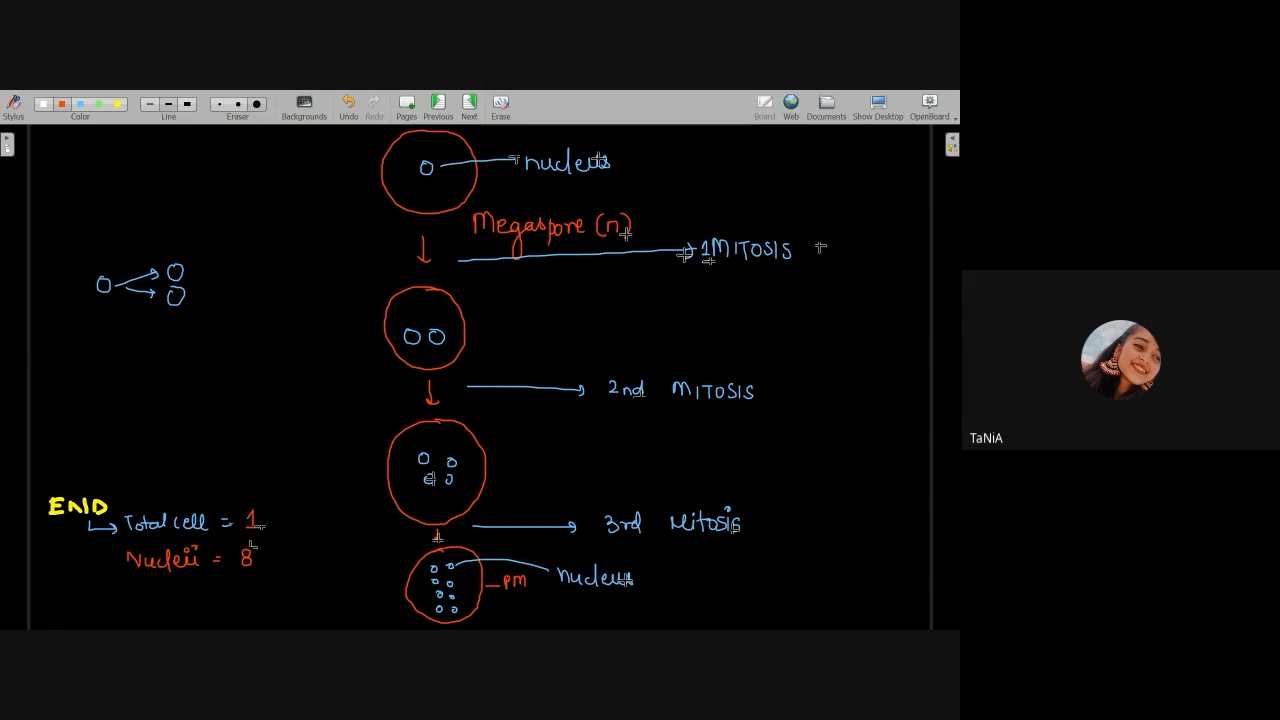 Stylus
Color
Line
Eraser
Backgrounds
Undo
Redo
Pages
Previous
Next
Erase
Board
Web
Documents
Show Desktop
OpenBoard
nucleus
Megaspore (n)
1 MITOSIS
2nd MITOSIS
END
Total cell = 1
Nucleii = 8
3rd Mitosis
PM
nucleus
TaNiA